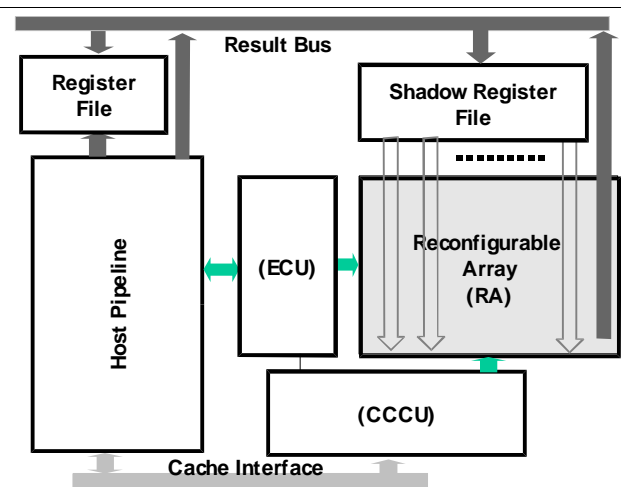 Result Bus
Register
File
Shadow Register
File
Host Pipeline
(ECU)
Reconfigurable
Array
(RA)
(CCCU)
Cache Interface